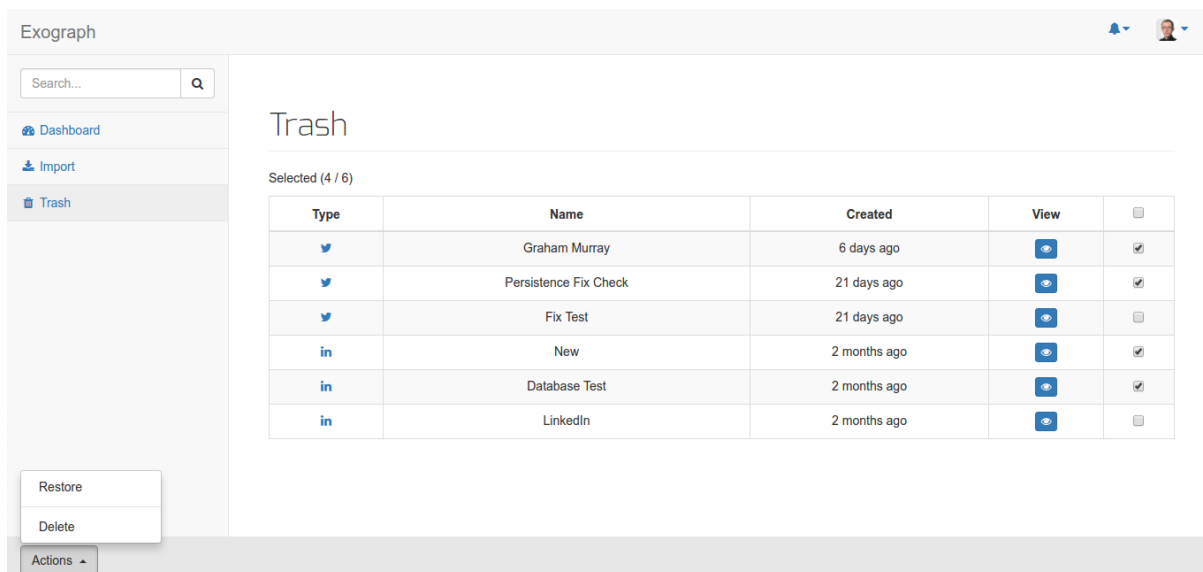 Exograph
Search...
Dashboard
Import
Trash
Trash
Selected (4 / 6)
Type Name Created View
Graham Murray 6 days ago
Persistence Fix Check 21 days ago
Fix Test 21 days ago
in New 2 months ago
in Database Test 2 months ago
in LinkedIn 2 months ago
Restore
Delete
Actions